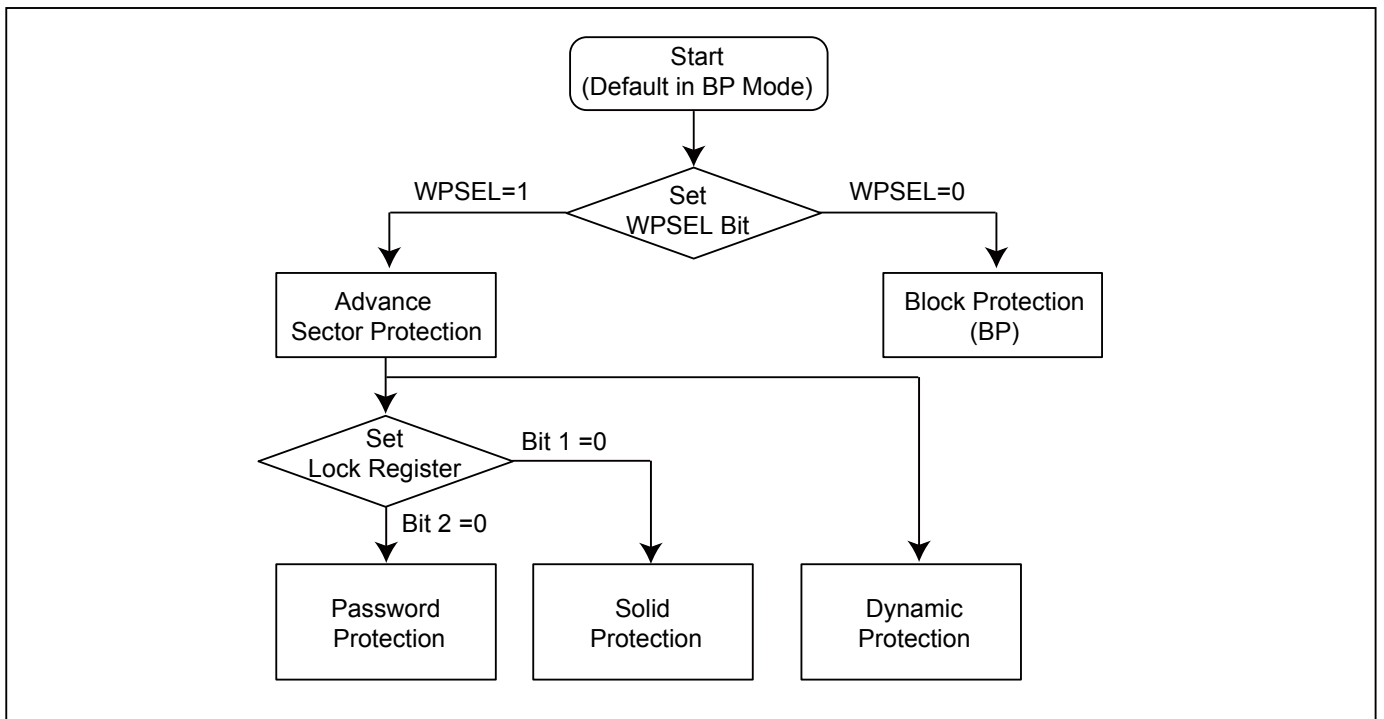 Start
(Default in BP Mode)
WPSEL=1
Set
WPSEL Bit
WPSEL=0
Advance
Sector Protection
Block Protection
(BP)
Set
Lock Register
Bit 1 =0
Bit 2 =0
Password
Protection
Solid
Protection
Dynamic
Protection